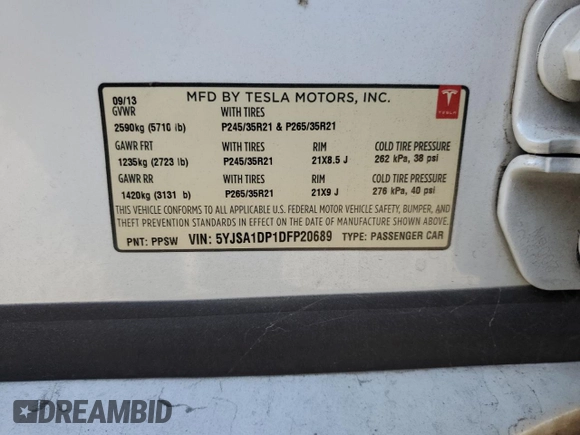 09/13 MFD BY TESLA MOTORS, INC.
GVWR WITH TIRES
2590kg (5710 lb) P245/35R21 & P265/35R21 TESLA
GAWR FRT WITH TIRES RIM COLD TIRE PRESSURE
1235kg (2723 lb) P245/35R21 21X8.5 J 262 kPa, 38 psi
GAWR RR WITH TIRES RIM COLD TIRE PRESSURE
1420kg (3131 lb) P265/35R21 21X9 J 276 kPa, 40 psi
THIS VEHICLE CONFORMS TO ALL APPLICABLE U.S. FEDERAL MOTOR VEHICLE SAFETY, BUMPER, AND
THEFT PREVENTION STANDARDS IN EFFECT ON THE DATE OF MANUFACTURE SHOWN ABOVE.
PNT: PPSW VIN: 5YJSA1DP1DFP20689 TYPE: PASSENGER CAR
DREAMBID